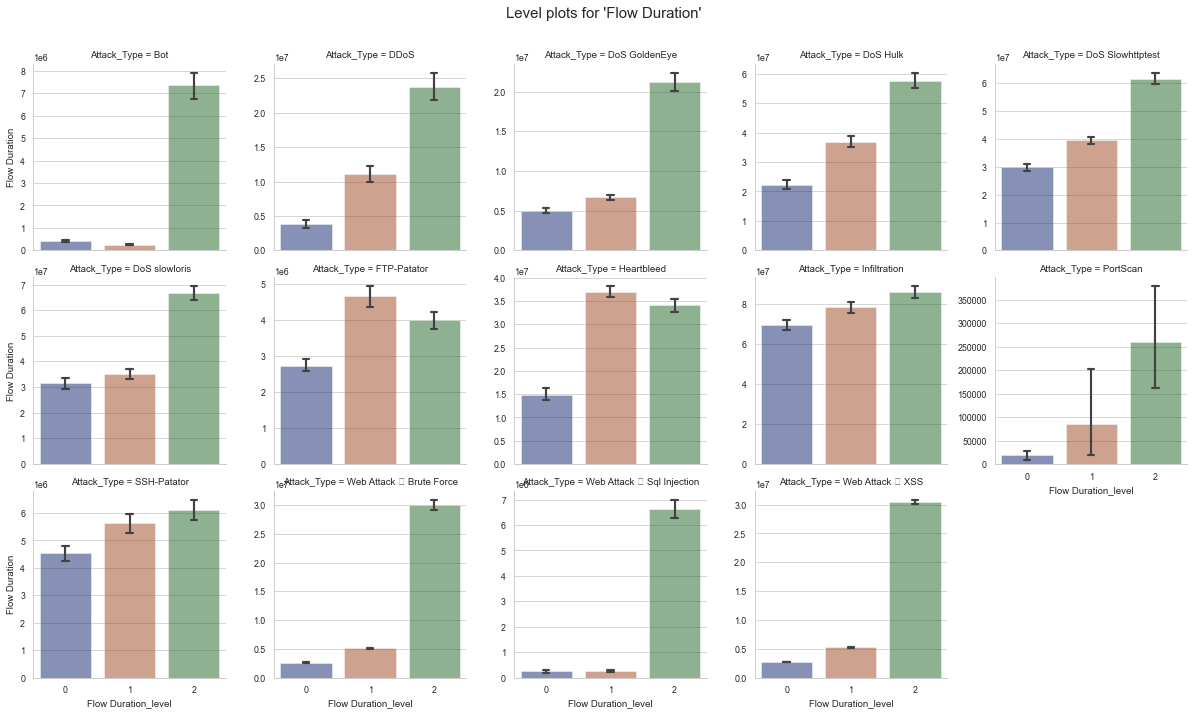 Level plots for 'Flow Duration'
Attack_Type = Bot
1e6
Flow Duration
8
7
6
5
4
3
2
1
0
Attack_Type = DDoS
1e7
2.5
2.0
1.5
1.0
0.5
0.0
Attack_Type = DoS GoldenEye
1e7
2.0
1.5
1.0
0.5
0.0
Attack_Type = DoS Hulk
1e7
6
5
4
3
2
1
0
Attack_Type = DoS Slowhttptest
1e7
6
5
4
3
2
1
0
Attack_Type = DoS slowloris
1e7
Flow Duration
7
6
5
4
3
2
1
0
Attack_Type = FTP-Patator
1e6
5
4
3
2
1
0
Attack_Type = Heartbleed
1e7
4.0
3.5
3.0
2.5
2.0
1.5
1.0
0.5
0.0
Attack_Type = Infiltration
1e7
8
6
4
2
0
Attack_Type = PortScan
350000
300000
250000
200000
150000
100000
50000
0
0 1 2
Flow Duration_level
Attack_Type = SSH-Patator
1e6
Flow Duration
6
5
4
3
2
1
0
0 1 2
Flow Duration_level
Attack_Type = Web Attack ▯ Brute Force
1e7
3.0
2.5
2.0
1.5
1.0
0.5
0.0
0 1 2
Flow Duration_level
Attack_Type = Web Attack ▯ Sql Injection
7
6
5
4
3
2
1
0
0 1 2
Flow Duration_level
Attack_Type = Web Attack ▯ XSS
1e7
3.0
2.5
2.0
1.5
1.0
0.5
0.0
0 1 2
Flow Duration_level